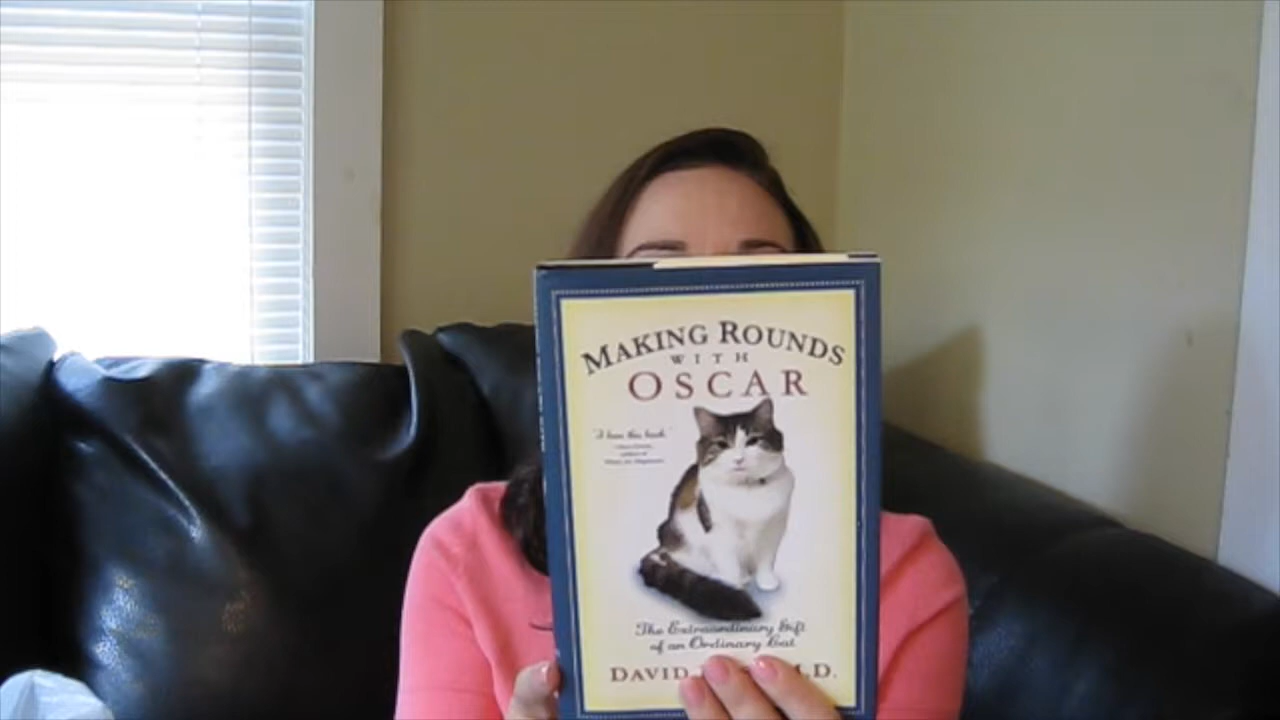 MAKING ROUNDS
WITH
OSCAR
The Extraordinary Gift
of an Ordinary Cat
DAVID M.D.